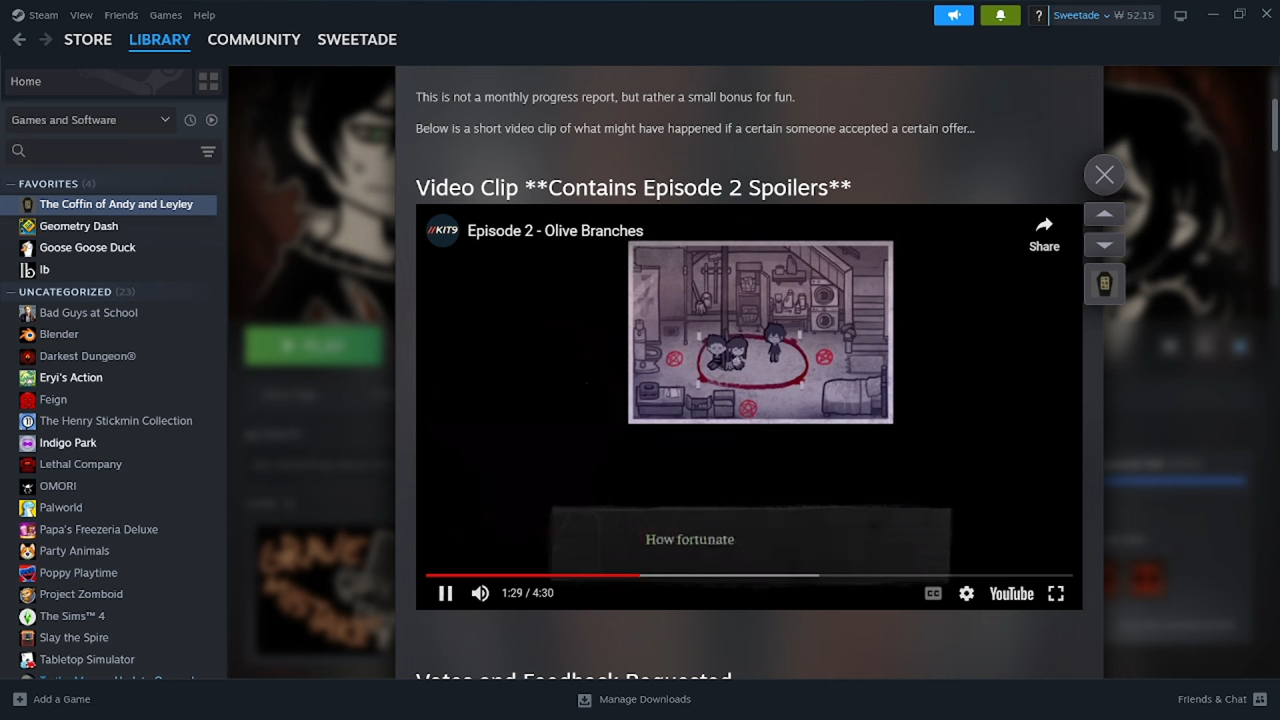 Steam View Friends Games Help
? Sweetade ₩ 52.15
STORE LIBRARY COMMUNITY SWEETADE
Home
Games and Software
FAVORITES (4)
The Coffin of Andy and Leyley
Geometry Dash
Goose Goose Duck
Ib
UNCATEGORIZED (23)
Bad Guys at School
Blender
Darkest Dungeon®
Eryi's Action
Feign
The Henry Stickmin Collection
Indigo Park
Lethal Company
OMORI
Palworld
Papa's Freezeria Deluxe
Party Animals
Poppy Playtime
Project Zomboid
The Sims™ 4
Slay the Spire
Tabletop Simulator
This is not a monthly progress report, but rather a small bonus for fun.
Below is a short video clip of what might have happened if a certain someone accepted a certain offer...
Video Clip **Contains Episode 2 Spoilers**
//KIT9 Episode 2 - Olive Branches
Share
How fortunate
1:29 / 4:30
CC YouTube
Votes and Feedback Requested
Add a Game
Manage Downloads
Friends & Chat